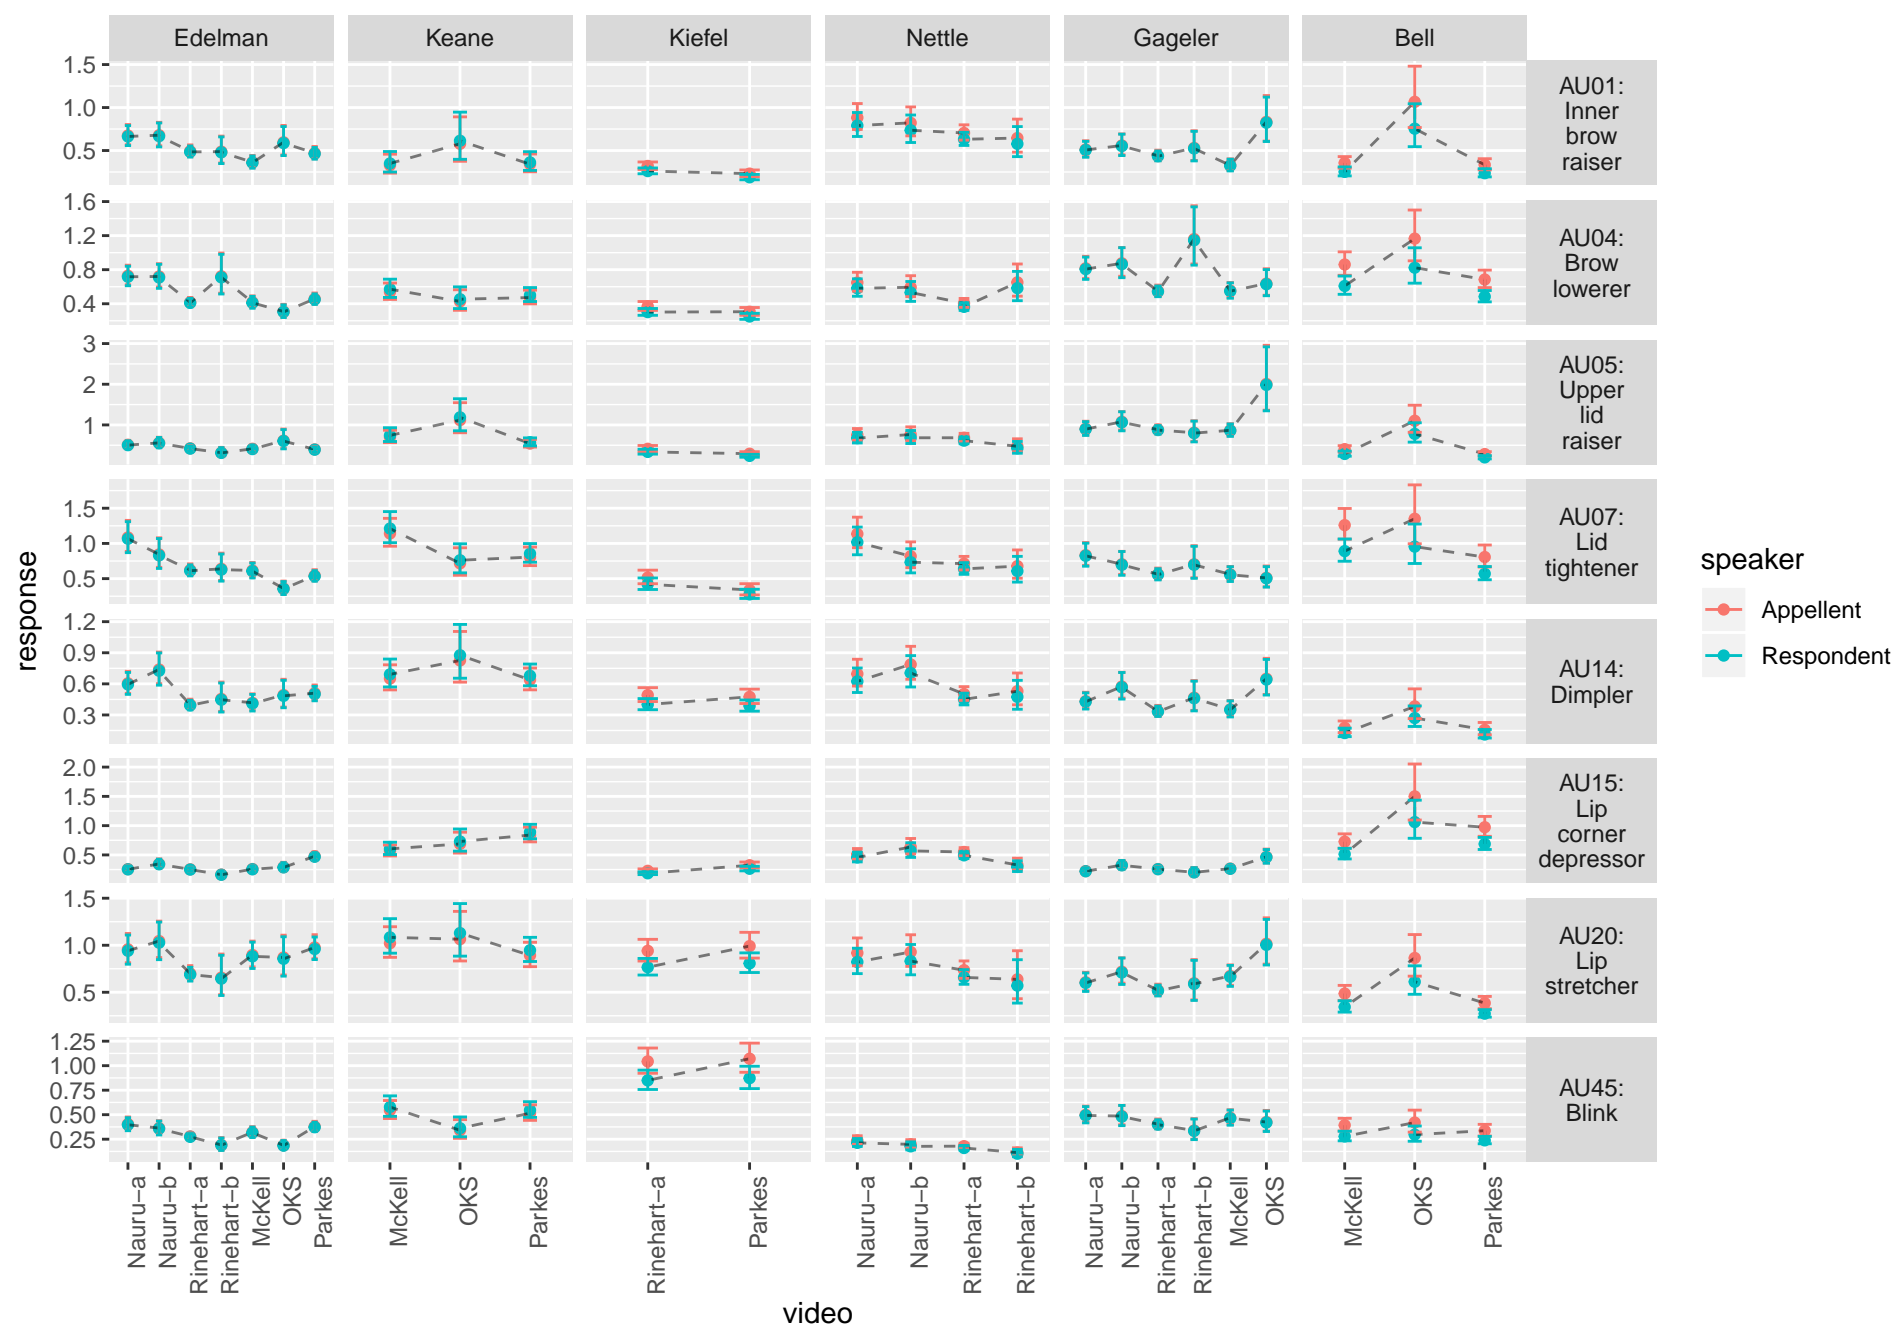 Edelman Keane Kiefel Nettle Gageler Bell
1.5
1.0
0.5
AU01:
Inner
brow
raiser
1.6
1.2
0.8
0.4
AU04:
Brow
lowerer
3
2
1
AU05:
Upper
lid
raiser
1.5
1.0
0.5
AU07:
Lid
tightener
1.2
0.9
0.6
0.3
AU14:
Dimpler
2.0
1.5
1.0
0.5
AU15:
Lip
corner
depressor
1.5
1.0
0.5
AU20:
Lip
stretcher
1.25
1.00
0.75
0.50
0.25
AU45:
Blink
response
speaker
Appellent
Respondent
Nauru−a
Nauru−b
Rinehart−a
Rinehart−b
McKell
OKS
Parkes
McKell
OKS
Parkes
Rinehart−a
Parkes
Nauru−a
Nauru−b
Rinehart−a
Rinehart−b
Nauru−a
Nauru−b
Rinehart−a
Rinehart−b
McKell
OKS
McKell
OKS
Parkes
video